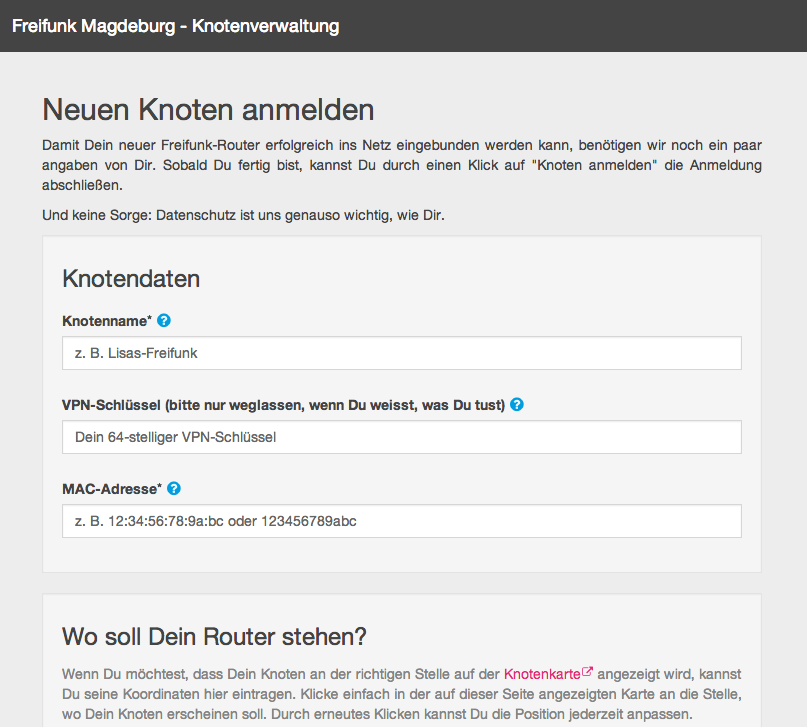 Freifunk Magdeburg - Knotenverwaltung
Neuen Knoten anmelden
Damit Dein neuer Freifunk-Router erfolgreich ins Netz eingebunden werden kann, benötigen wir noch ein paar
angaben von Dir. Sobald Du fertig bist, kannst Du durch einen Klick auf "Knoten anmelden" die Anmeldung
abschließen.
Und keine Sorge: Datenschutz ist uns genauso wichtig, wie Dir.
Knotendaten
Knotenname* ?
z. B. Lisas-Freifunk
VPN-Schlüssel (bitte nur weglassen, wenn Du weisst, was Du tust) ?
Dein 64-stelliger VPN-Schlüssel
MAC-Adresse* ?
z. B. 12:34:56:78:9a:bc oder 123456789abc
Wo soll Dein Router stehen?
Wenn Du möchtest, dass Dein Knoten an der richtigen Stelle auf der Knotenkarte angezeigt wird, kannst
Du seine Koordinaten hier eintragen. Klicke einfach in der auf dieser Seite angezeigten Karte an die Stelle,
wo Dein Knoten erscheinen soll. Durch erneutes Klicken kannst Du die Position jederzeit anpassen.